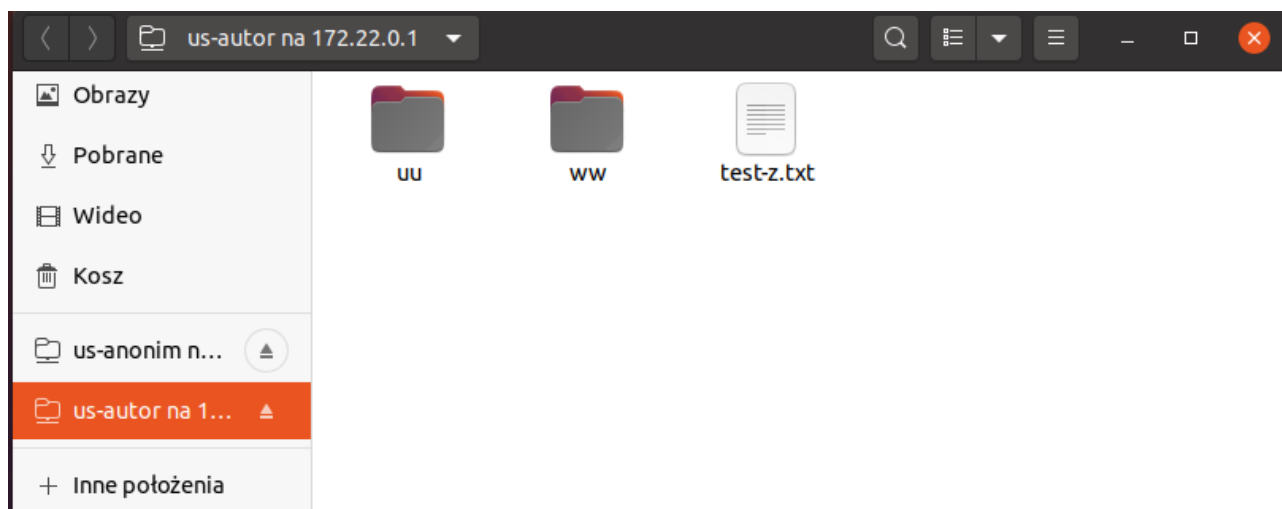 us-autor na 172.22.0.1
Obrazy
Pobrane
Wideo
Kosz
us-anonim n...
us-autor na 1...
Inne położenia
uu
ww
test-z.txt